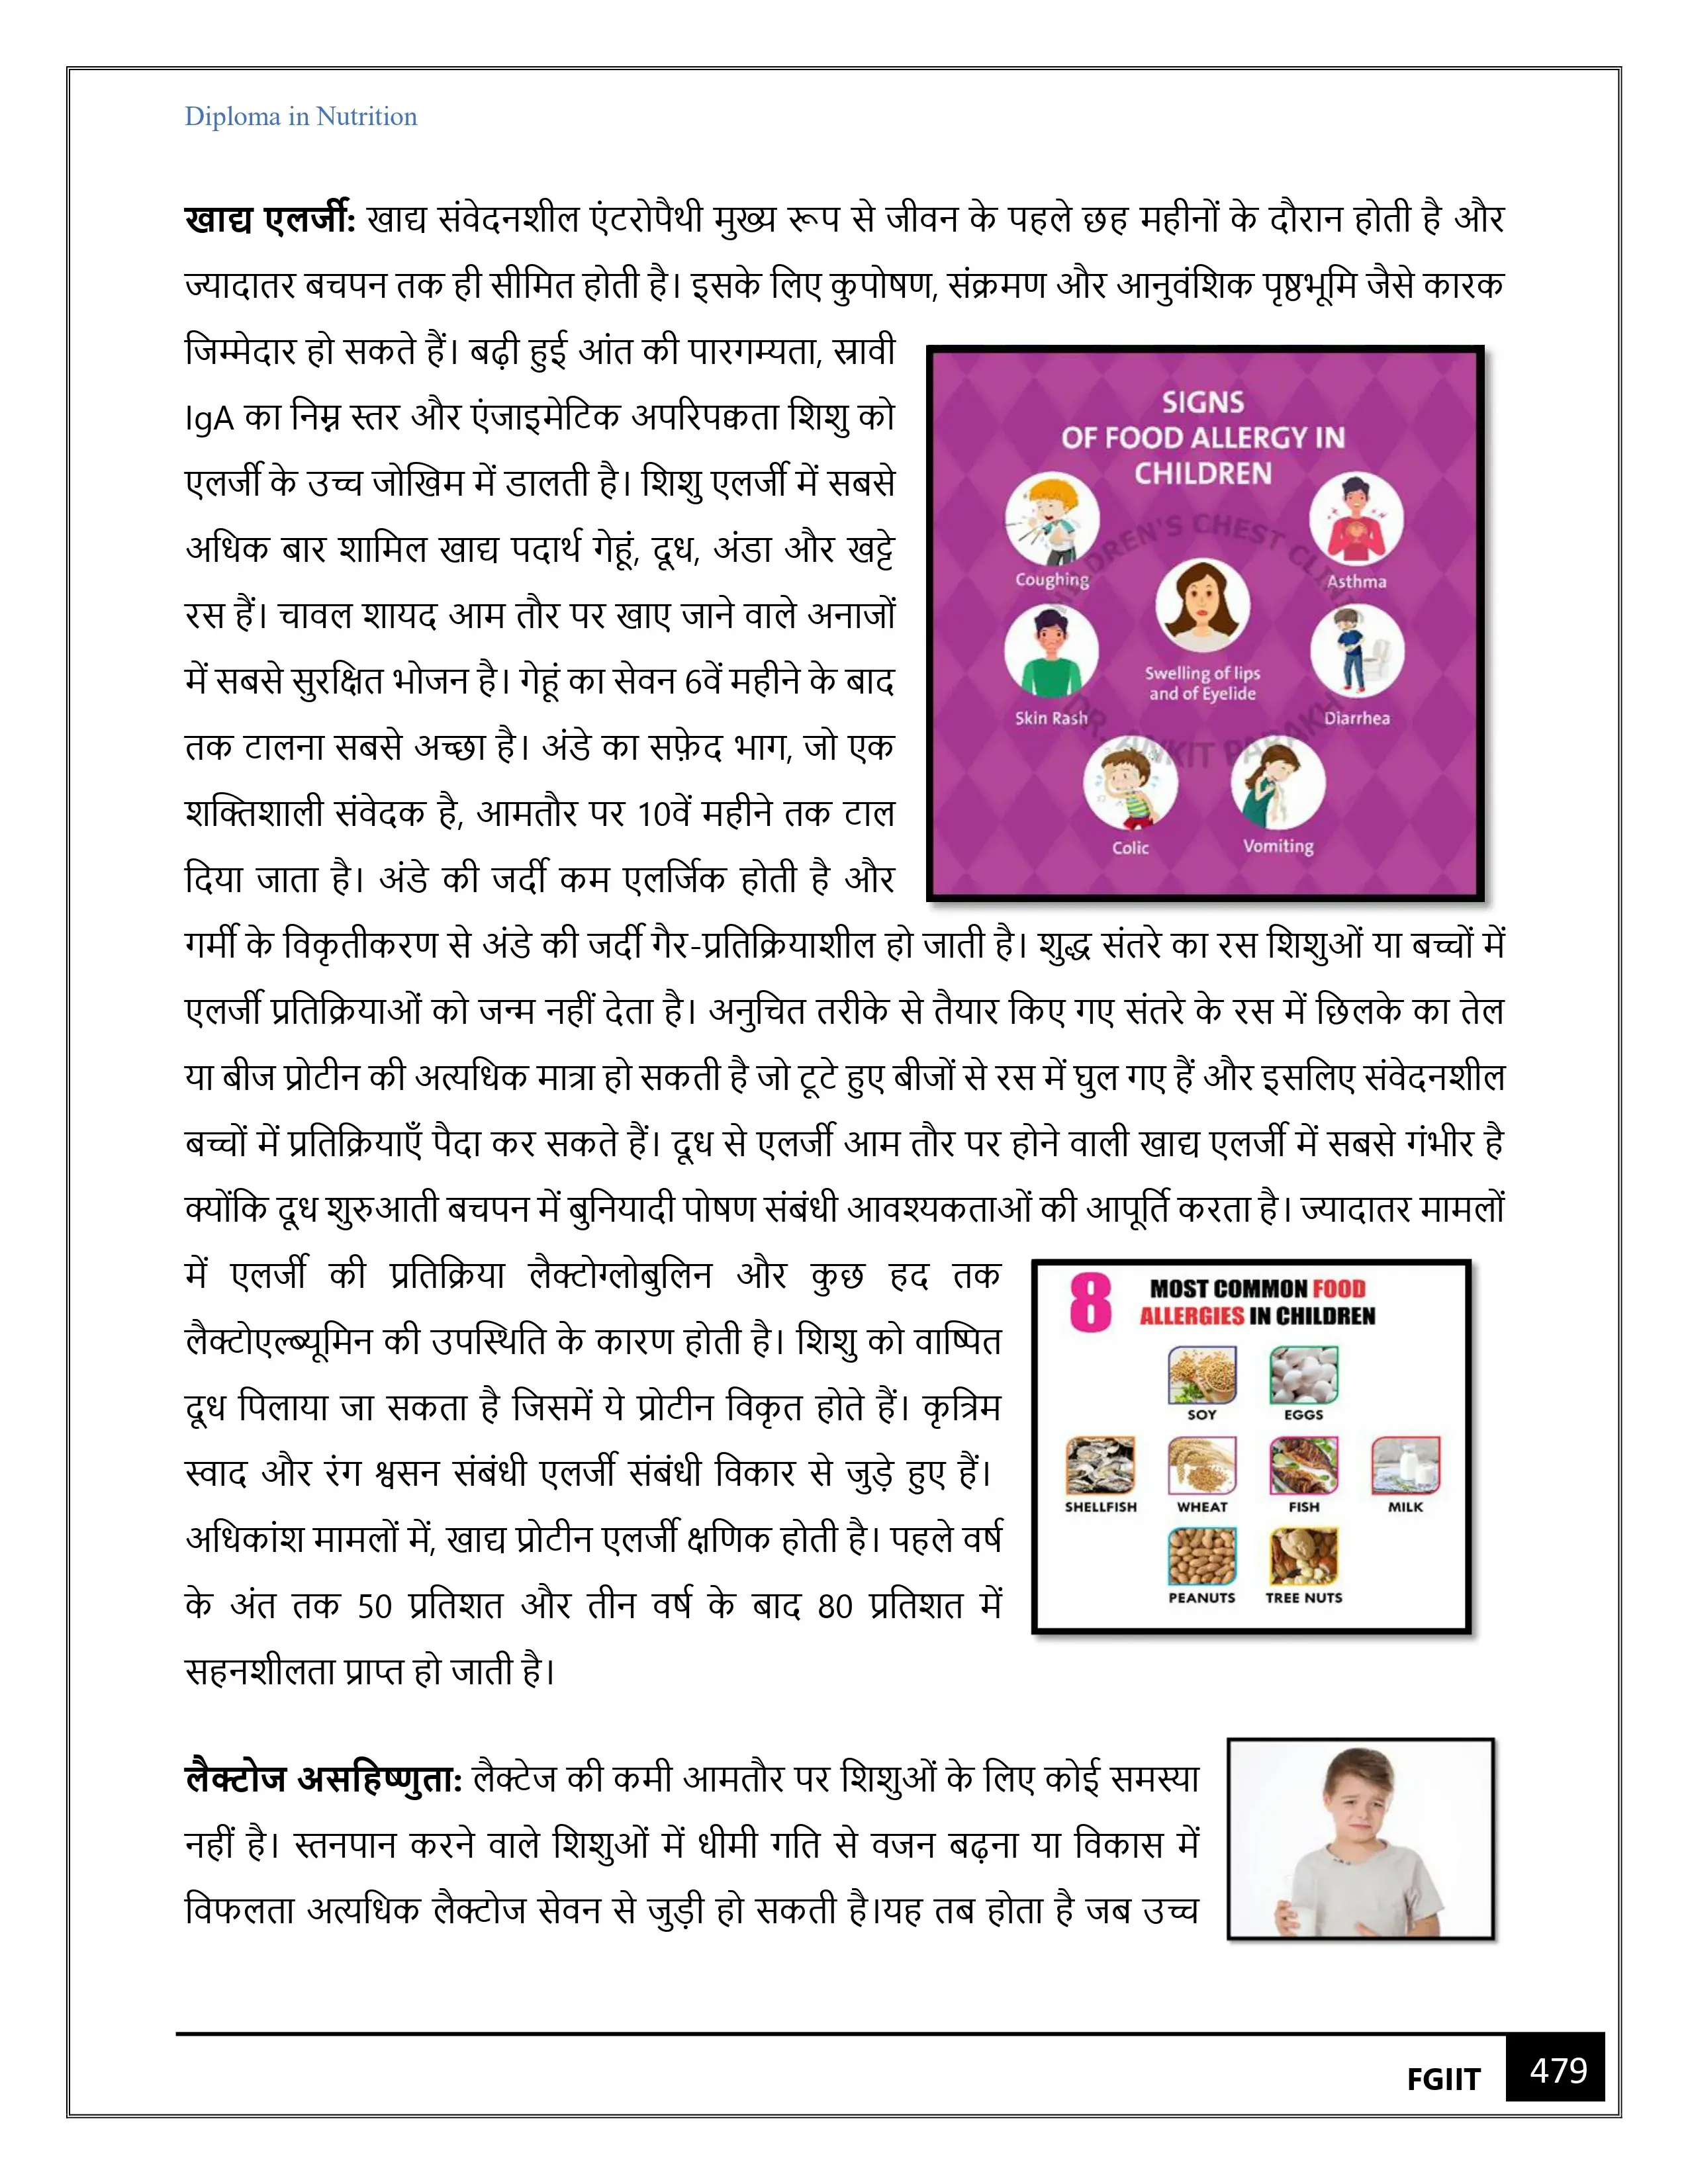 Diploma in Nutrition
खाद्य एलर्जी: खाद्य संवेदनशील एंटरोपैथी मुख्य रूप से जीवन के पहले छह महीनों के दौरान होती है और
ज्यादातर बचपन तक ही सीमित होती है। इसके लिए कुपोषण, संक्रमण और आनुवंशिक पृष्ठभूमि जैसे कारक
जिम्मेदार हो सकते हैं। बढ़ी हुई आंत की पारगम्यता, स्रावी
IgA का निम्न स्तर और एंजाइमेटिक अपरिपक्वता शिशु को
एलर्जी के उच्च जोखिम में डालती है। शिशु एलर्जी में सबसे
अधिक बार शामिल खाद्य पदार्थ गेहूं, दूध, अंडा और खट्टे
रस हैं। चावल शायद आम तौर पर खाए जाने वाले अनाजों
में सबसे सुरक्षित भोजन है। गेहूं का सेवन 6वें महीने के बाद
तक टालना सबसे अच्छा है। अंडे का सफ़ेद भाग, जो एक
शक्तिशाली संवेदक है, आमतौर पर 10वें महीने तक टाल
दिया जाता है। अंडे की जर्दी कम एलर्जिक होती है और
SIGNS
OF FOOD ALLERGY IN
CHILDREN
Coughing
Asthma
Swelling of lips
and of Eyelide
Skin Rash
Diarrhea
Colic
Vomiting
DREN'S CHEST CLINI
DR. ANKIT PARAKH
गर्मी के विकृतीकरण से अंडे की जर्दी गैर-प्रतिक्रियाशील हो जाती है। शुद्ध संतरे का रस शिशुओं या बच्चों में
एलर्जी प्रतिक्रियाओं को जन्म नहीं देता है। अनुचित तरीके से तैयार किए गए संतरे के रस में छिलके का तेल
या बीज प्रोटीन की अत्यधिक मात्रा हो सकती है जो टूटे हुए बीजों से रस में घुल गए हैं और इसलिए संवेदनशील
बच्चों में प्रतिक्रियाएँ पैदा कर सकते हैं। दूध से एलर्जी आम तौर पर होने वाली खाद्य एलर्जी में सबसे गंभीर है
क्योंकि दूध शुरुआती बचपन में बुनियादी पोषण संबंधी आवश्यकताओं की आपूर्ति करता है। ज्यादातर मामलों
में एलर्जी की प्रतिक्रिया लैक्टोग्लोबुलिन और कुछ हद तक
लैक्टोएल्ब्यूमिन की उपस्थिति के कारण होती है। शिशु को वाष्पित
दूध पिलाया जा सकता है जिसमें ये प्रोटीन विकृत होते हैं। कृत्रिम
स्वाद और रंग श्वसन संबंधी एलर्जी संबंधी विकार से जुड़े हुए हैं।
अधिकांश मामलों में, खाद्य प्रोटीन एलर्जी क्षणिक होती है। पहले वर्ष
के अंत तक 50 प्रतिशत और तीन वर्ष के बाद 80 प्रतिशत में
सहनशीलता प्राप्त हो जाती है।
8 MOST COMMON FOOD
ALLERGIES IN CHILDREN
SOY EGGS
SHELLFISH WHEAT FISH MILK
PEANUTS TREE NUTS
लैक्टोज असहिष्णुता: लैक्टेज की कमी आमतौर पर शिशुओं के लिए कोई समस्या
नहीं है। स्तनपान करने वाले शिशुओं में धीमी गति से वजन बढ़ना या विकास में
विफलता अत्यधिक लैक्टोज सेवन से जुड़ी हो सकती है।यह तब होता है जब उच्च
FGIIT 479